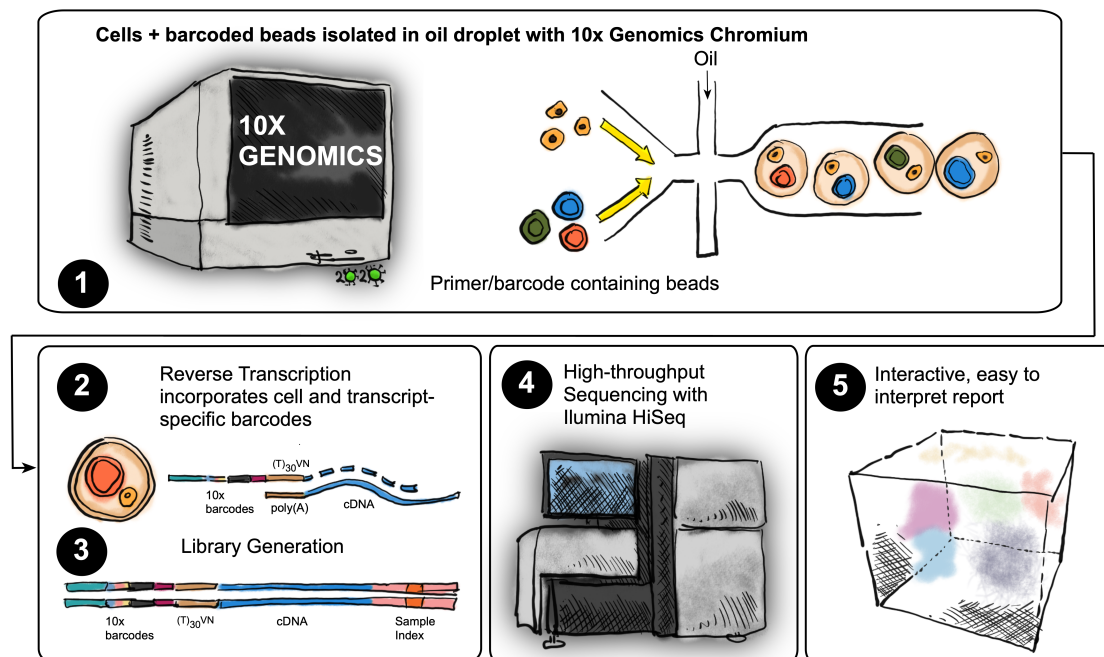 Cells + barcoded beads isolated in oil droplet with 10x Genomics Chromium
Oil
10X
GENOMICS
2020
1
Primer/barcode containing beads
2
Reverse Transcription
incorporates cell and transcript-
specific barcodes
(T)30VN
10x
barcodes
poly(A)
cDNA
3
Library Generation
10x
barcodes
(T)30VN
cDNA
Sample
Index
4
High-throughput
Sequencing with
Ilumina HiSeq
5
Interactive, easy to
interpret report